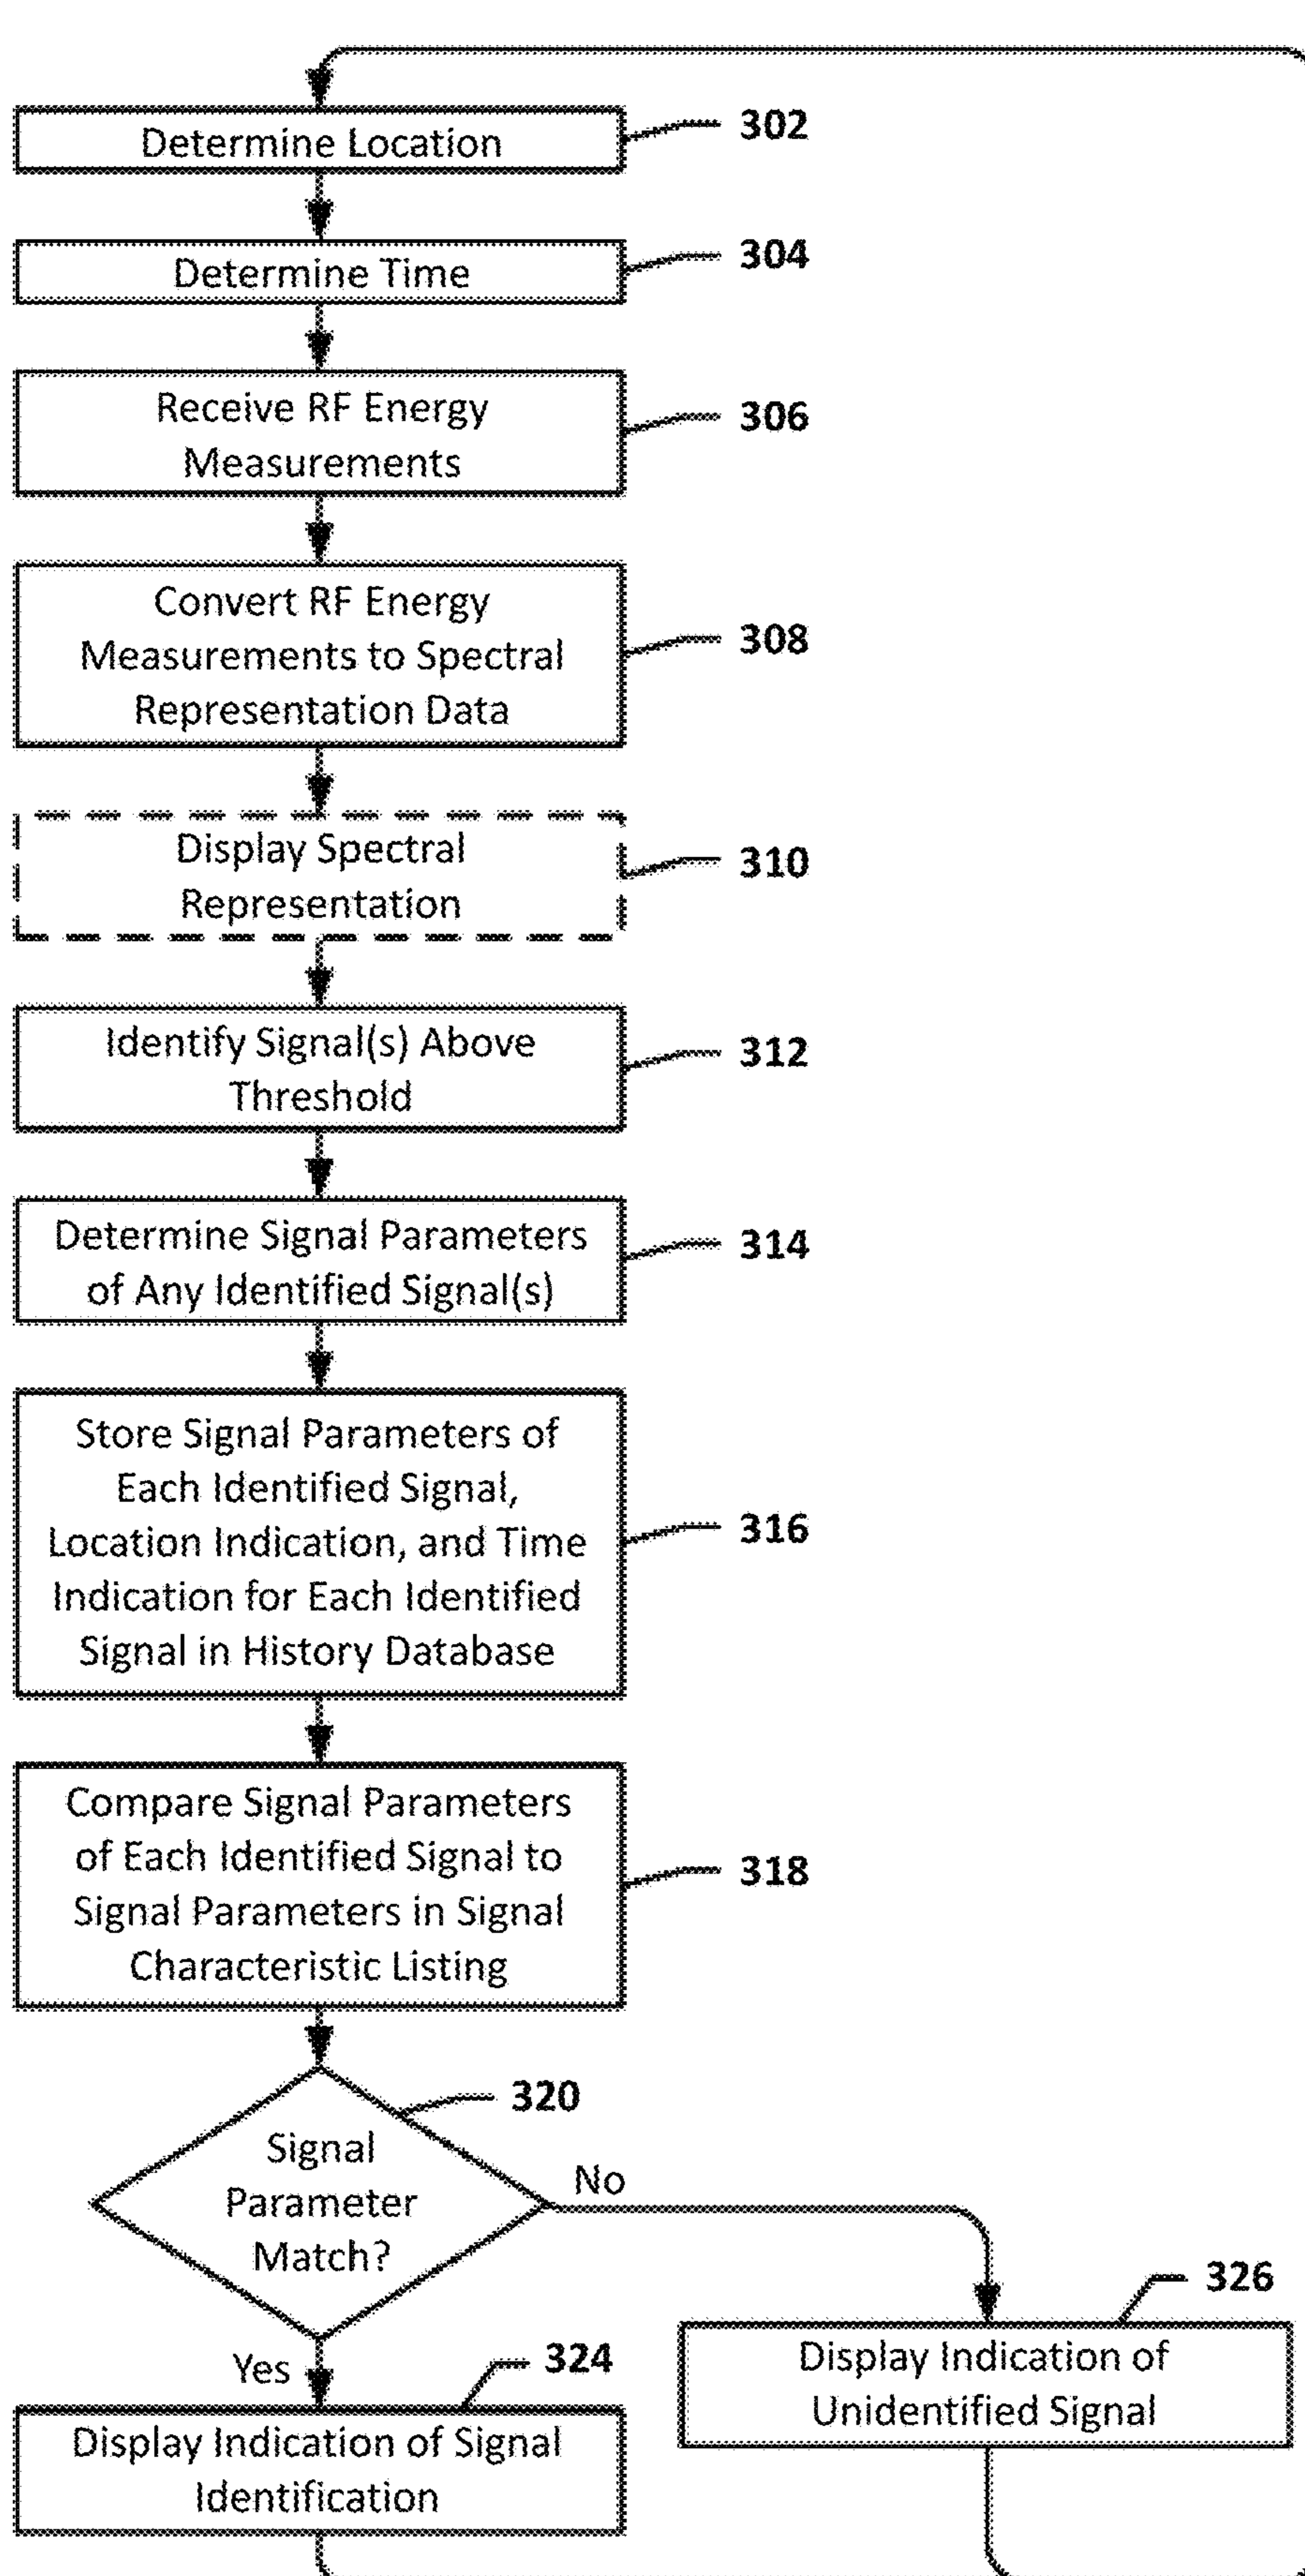 Determine Location
302
Determine Time
304
Receive RF Energy
Measurements
306
Convert RF Energy
Measurements to Spectral
Representation Data
308
Display Spectral
Representation
310
Identify Signal(s) Above
Threshold
312
Determine Signal Parameters
of Any Identified Signal(s)
314
Store Signal Parameters of
Each Identified Signal,
Location Indication, and Time
Indication for Each Identified
Signal in History Database
316
Compare Signal Parameters
of Each Identified Signal to
Signal Parameters in Signal
Characteristic Listing
318
320
Signal
Parameter
Match?
No
326
Display Indication of
Unidentified Signal
Yes
324
Display Indication of Signal
Identification